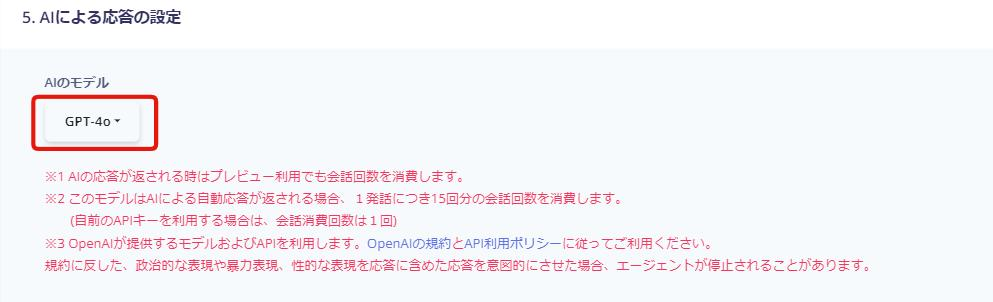 5. AIによる応答の設定
AIのモデル
GPT-4o
※1 AIの応答が返される時はプレビュー利用でも会話回数を消費します。
※2 このモデルはAIによる自動応答が返される場合、１発話につき15回分の会話回数を消費します。
(自前のAPIキーを利用する場合は、会話消費回数は１回)
※3 OpenAIが提供するモデルおよびAPIを利用します。OpenAIの規約とAPI利用ポリシーに従ってご利用ください。
規約に反した、政治的な表現や暴力表現、性的な表現を応答に含めた応答を意図的にさせた場合、エージェントが停止されることがあります。